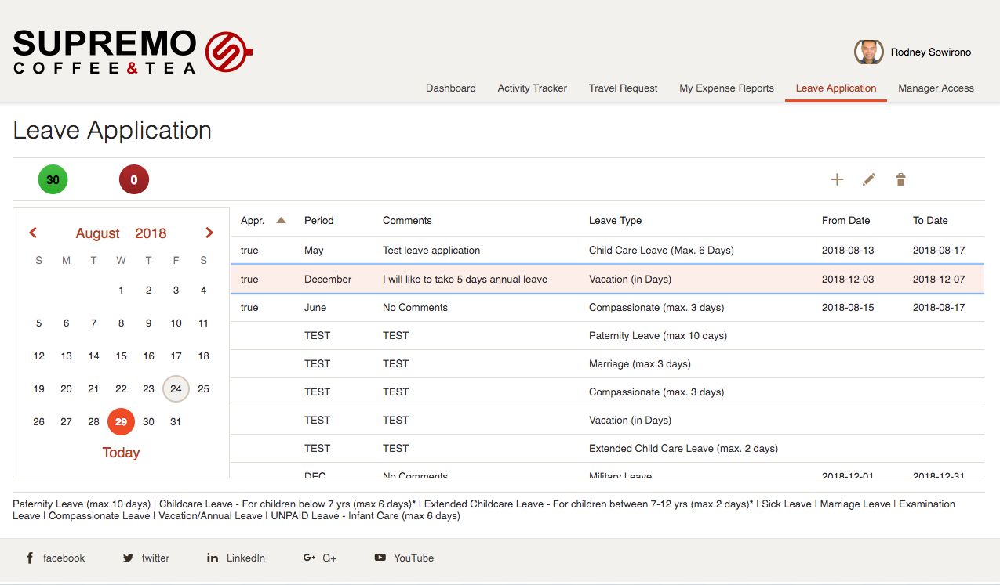 SUPREMO
COFFEE&TEA
Rodney Sowirono
Dashboard Activity Tracker Travel Request My Expense Reports Leave Application Manager Access
Leave Application
30 0
August 2018
S M T W T F S
1 2 3 4
5 6 7 8 9 10 11
12 13 14 15 16 17 18
19 20 21 22 23 24 25
26 27 28 29 30 31
Today
Appr. Period Comments Leave Type From Date To Date
true May Test leave application Child Care Leave (Max. 6 Days) 2018-08-13 2018-08-17
true December I will like to take 5 days annual leave Vacation (in Days) 2018-12-03 2018-12-07
true June No Comments Compassionate (max. 3 days) 2018-08-15 2018-08-17
TEST TEST Paternity Leave (max 10 days)
TEST TEST Marriage (max 3 days)
TEST TEST Compassionate (max. 3 days)
TEST TEST Vacation (in Days)
TEST TEST Extended Child Care Leave (max. 2 days)
DEC No Comments Military Leave 2018-12-01 2018-12-31
Paternity Leave (max 10 days) | Childcare Leave - For children below 7 yrs (max 6 days)* | Extended Childcare Leave - For children between 7-12 yrs (max 2 days)* | Sick Leave | Marriage Leave | Examination
Leave | Compassionate Leave | Vacation/Annual Leave | UNPAID Leave - Infant Care (max 6 days)
facebook twitter LinkedIn G+ YouTube